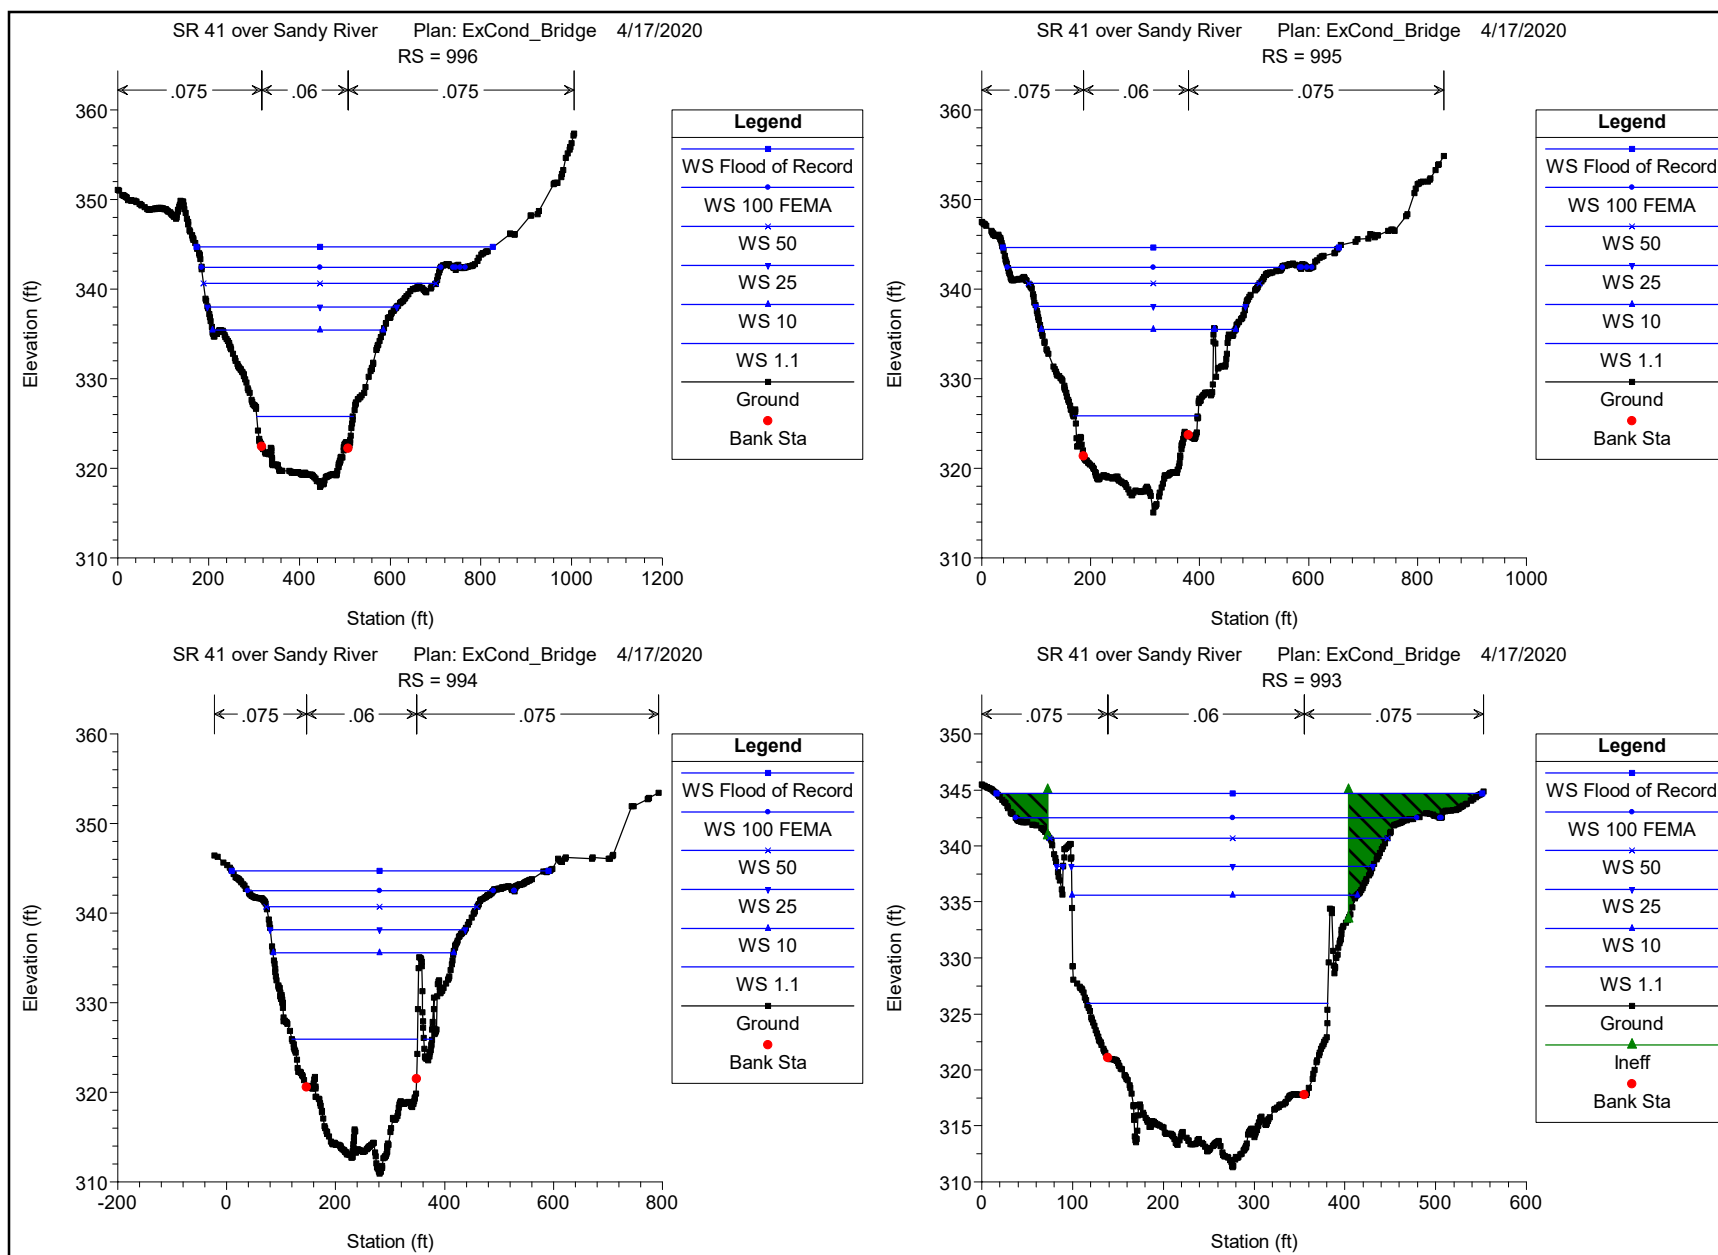 SR 41 over Sandy River Plan: ExCond_Bridge 4/17/2020
RS = 996
.075 .06 .075
360
350
340
330
320
310
0 200 400 600 800 1000 1200
Elevation (ft)
Station (ft)
Legend
WS Flood of Record
WS 100 FEMA
WS 50
WS 25
WS 10
WS 1.1
Ground
Bank Sta
SR 41 over Sandy River Plan: ExCond_Bridge 4/17/2020
RS = 995
.075 .06 .075
360
350
340
330
320
310
0 200 400 600 800 1000
Elevation (ft)
Station (ft)
Legend
WS Flood of Record
WS 100 FEMA
WS 50
WS 25
WS 10
WS 1.1
Ground
Bank Sta
SR 41 over Sandy River Plan: ExCond_Bridge 4/17/2020
RS = 994
.075 .06 .075
360
350
340
330
320
310
-200 0 200 400 600 800
Elevation (ft)
Station (ft)
Legend
WS Flood of Record
WS 100 FEMA
WS 50
WS 25
WS 10
WS 1.1
Ground
Bank Sta
SR 41 over Sandy River Plan: ExCond_Bridge 4/17/2020
RS = 993
.075 .06 .075
350
345
340
335
330
325
320
315
310
0 100 200 300 400 500 600
Elevation (ft)
Station (ft)
Legend
WS Flood of Record
WS 100 FEMA
WS 50
WS 25
WS 10
WS 1.1
Ground
Ineff
Bank Sta